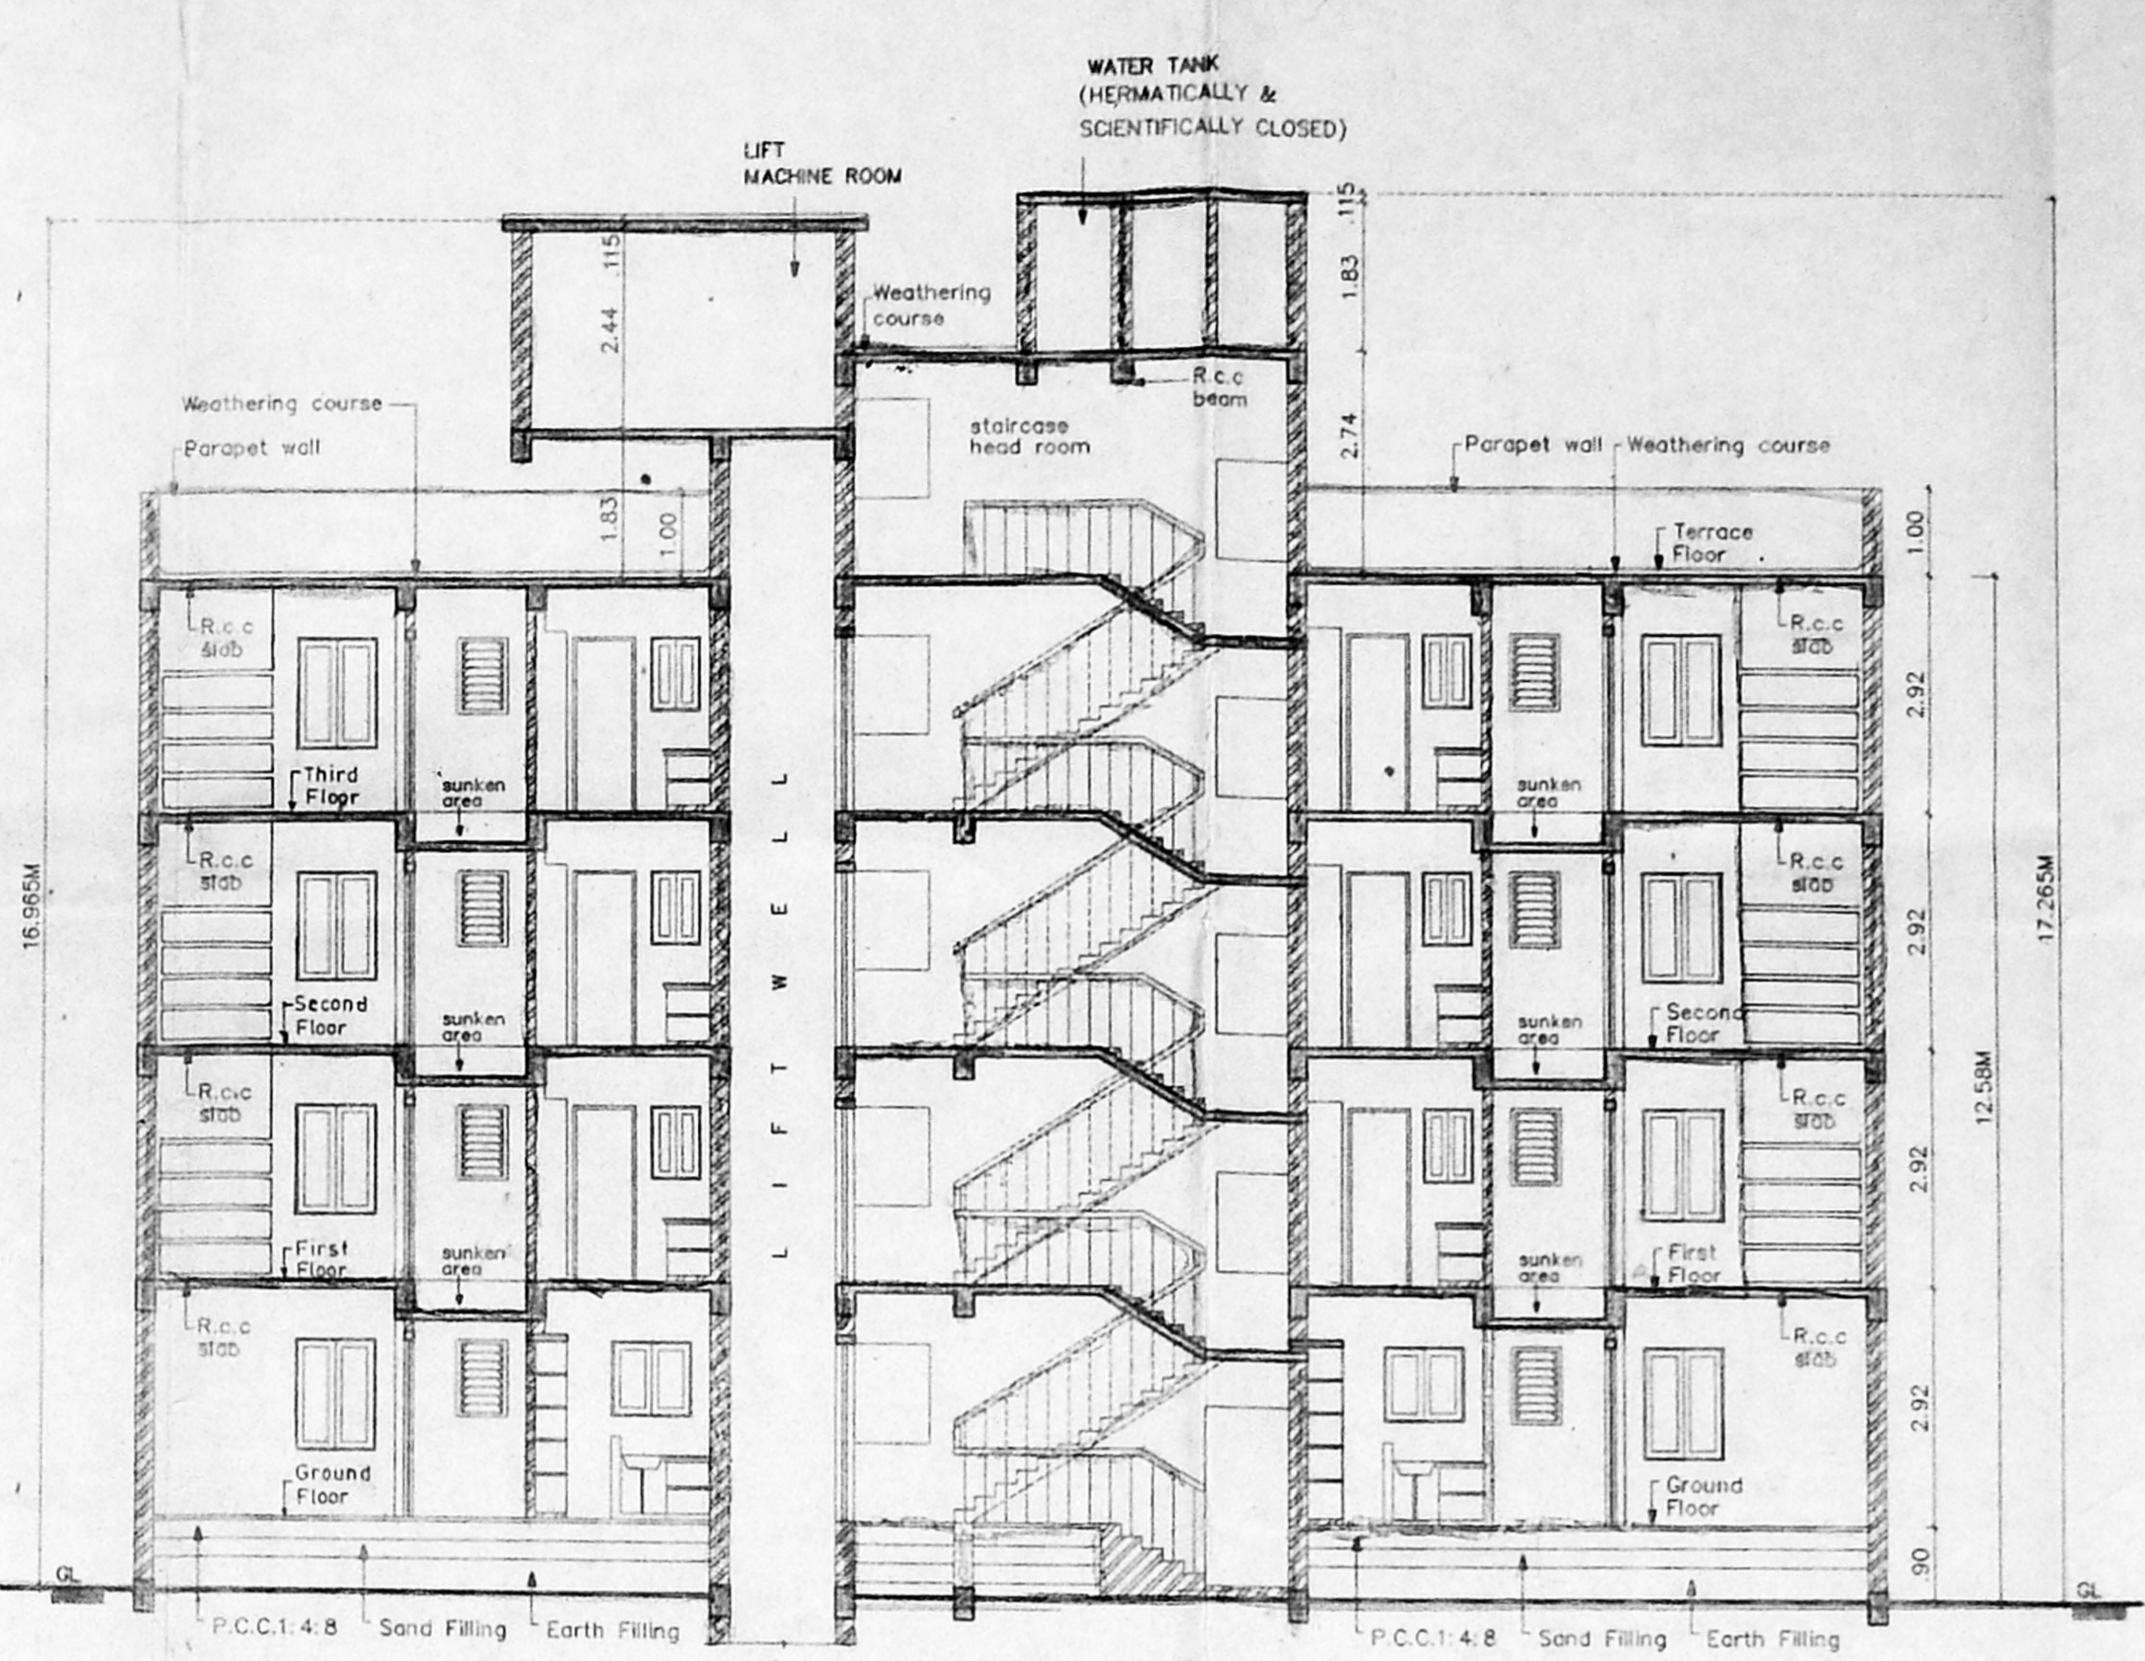 WATER TANK
(HERMATICALLY &
SCIENTIFICALLY CLOSED)
LIFT
MACHINE ROOM
.115
1.83
.115
2.44
Weathering
course
R.c.c
beam
staircase
head room
2.74
Weathering course
Parapet wall
Parapet wall
Weathering course
1.83
1.00
Terrace
Floor
1.00
R.c.c
slab
R.c.c
slab
2.92
Third
Floor
sunken
area
sunken
area
R.c.c
slab
R.c.c
slab
16.965M
17.265M
2.92
Second
Floor
sunken
area
sunken
area
Second
Floor
LIFT WELL
R.c.c
slab
R.c.c
slab
12.58M
2.92
First
Floor
sunken
area
sunken
area
First
Floor
R.c.c
slab
R.c.c
slab
2.92
Ground
Floor
Ground
Floor
.90
GL
GL
P.C.C.1:4:8
Sand Filling
Earth Filling
P.C.C.1:4:8
Sand Filling
Earth Filling